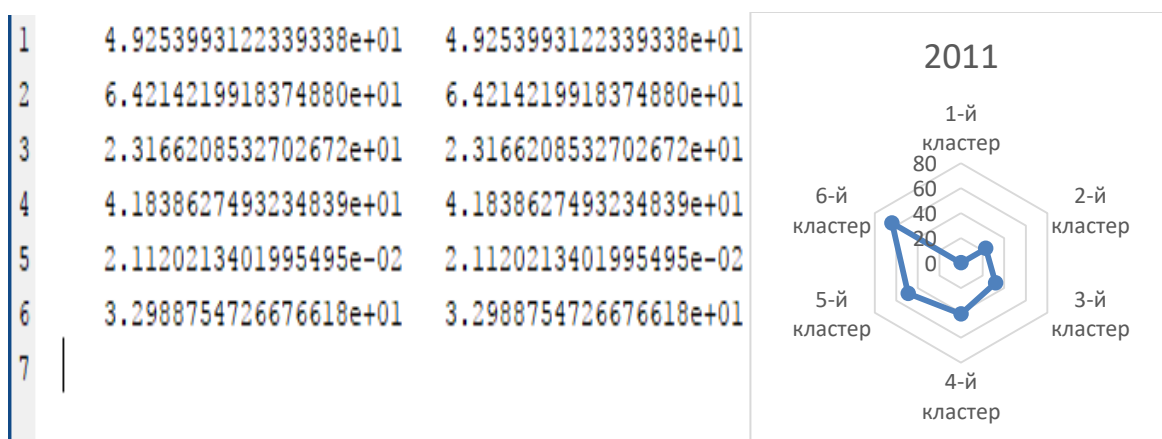 1 4.9253993122339338e+01 4.9253993122339338e+01
2 6.4214219918374880e+01 6.4214219918374880e+01
3 2.3166208532702672e+01 2.3166208532702672e+01
4 4.1838627493234839e+01 4.1838627493234839e+01
5 2.1120213401995495e-02 2.1120213401995495e-02
6 3.2988754726676618e+01 3.2988754726676618e+01
7
2011
1-й
кластер
80
60
40
20
0
2-й
кластер
3-й
кластер
4-й
кластер
5-й
кластер
6-й
кластер